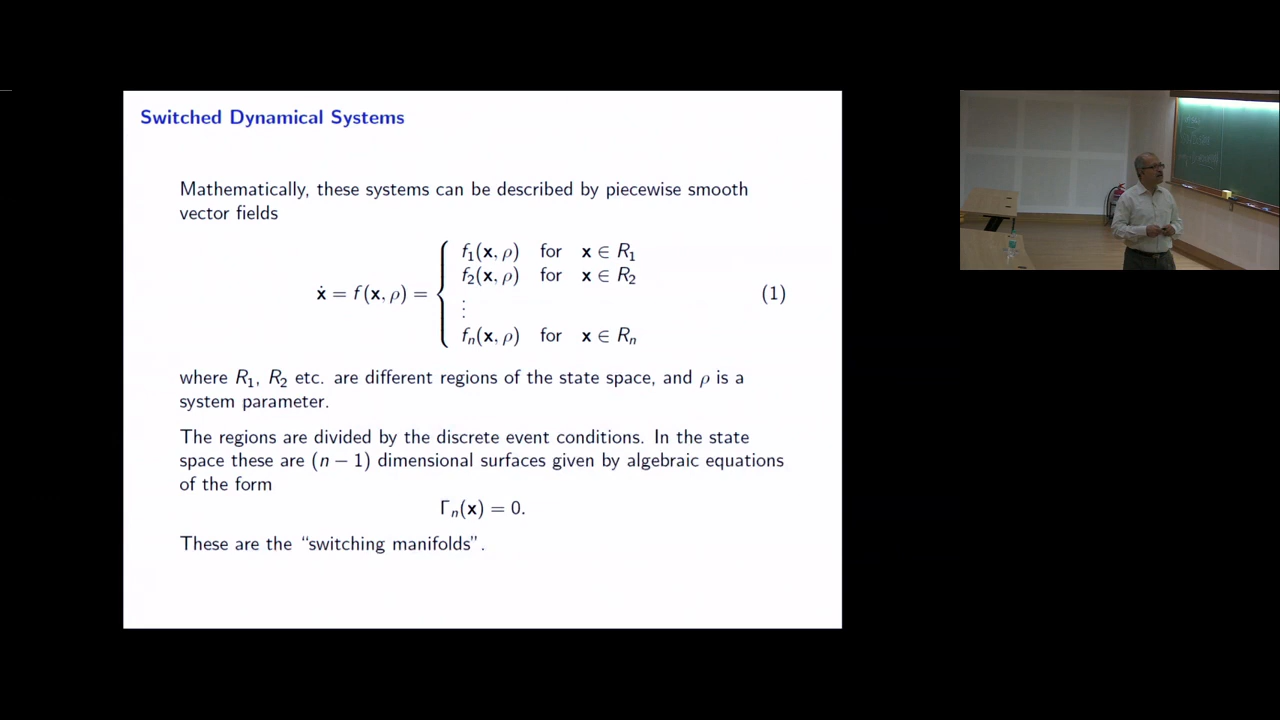 Switched Dynamical Systems
Mathematically, these systems can be described by piecewise smooth
vector fields
ẋ = f(x, ρ) = { f₁(x, ρ) for x ∈ R₁
f₂(x, ρ) for x ∈ R₂
⋮
fₙ(x, ρ) for x ∈ Rₙ
(1)
where R₁, R₂ etc. are different regions of the state space, and ρ is a
system parameter.
The regions are divided by the discrete event conditions. In the state
space these are (n − 1) dimensional surfaces given by algebraic equations
of the form
Γₙ(x) = 0.
These are the “switching manifolds”.